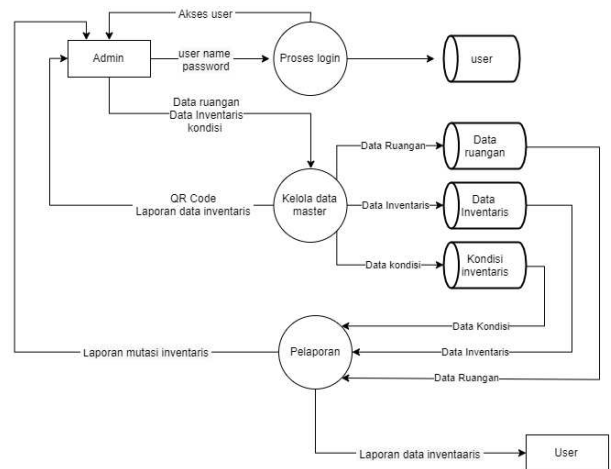 Akses user
Admin
user name
password
Proses login
user
Data ruangan
Data Inventaris
kondisi
Data Ruangan
Data
ruangan
QR Code
Laporan data inventaris
Kelola data
master
Data Inventaris
Data
Inventaris
Data kondisi
Kondisi
inventaris
Data Kondisi
Laporan mutasi inventaris
Pelaporan
Data Inventaris
Data Ruangan
Laporan data inventaaris
User